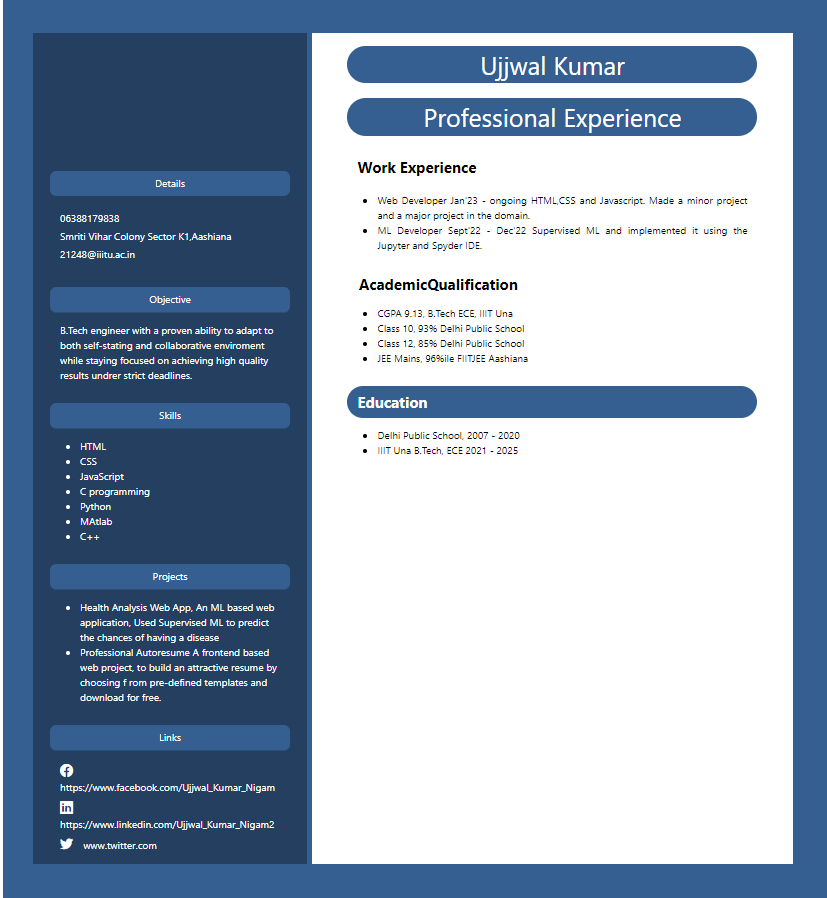 Details
06388179838
Smriti Vihar Colony Sector K1,Aashiana
21248@iiitu.ac.in
Objective
B.Tech engineer with a proven ability to adapt to
both self-stating and collaborative enviroment
while staying focused on achieving high quality
results undrer strict deadlines.
Skills
HTML
CSS
JavaScript
C programming
Python
MAtlab
C++
Projects
Health Analysis Web App, An ML based web
application, Used Supervised ML to predict
the chances of having a disease
Professional Autoresume A frontend based
web project, to build an attractive resume by
choosing f rom pre-defined templates and
download for free.
Links
https://www.facebook.com/Ujjwal_Kumar_Nigam
https://www.linkedin.com/Ujjwal_Kumar_Nigam2
www.twitter.com
Ujjwal Kumar
Professional Experience
Work Experience
Web Developer Jan'23 - ongoing HTML,CSS and Javascript. Made a minor project
and a major project in the domain.
ML Developer Sept'22 - Dec'22 Supervised ML and implemented it using the
Jupyter and Spyder IDE.
AcademicQualification
CGPA 9.13, B.Tech ECE, IIIT Una
Class 10, 93% Delhi Public School
Class 12, 85% Delhi Public School
JEE Mains, 96%ile FIITJEE Aashiana
Education
Delhi Public School, 2007 - 2020
IIIT Una B.Tech, ECE 2021 - 2025